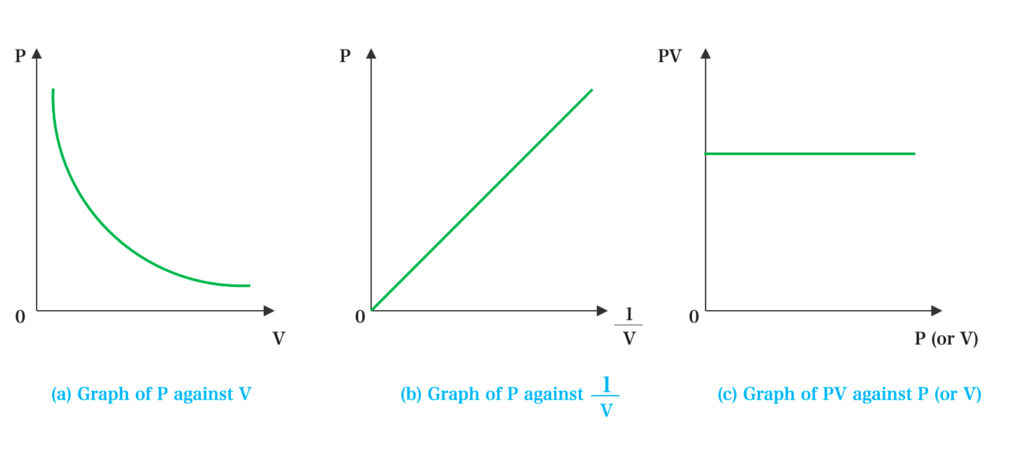 P
0
V
(a) Graph of P against V
P
0
1
V
(b) Graph of P against 1
V
PV
0
P (or V)
(c) Graph of PV against P (or V)